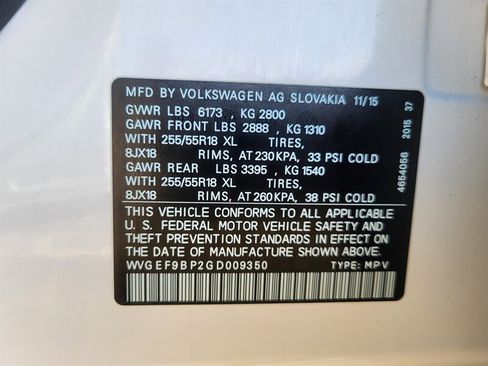 MFD BY VOLKSWAGEN AG SLOVAKIA 11/15
GVWR LBS 6173 , KG 2800
GAWR FRONT LBS 2888 , KG 1310
WITH 255/55R18 XL TIRES,
8JX18 RIMS, AT 230KPA, 33 PSI COLD
GAWR REAR LBS 3395 , KG 1540
WITH 255/55R18 XL TIRES,
8JX18 RIMS, AT 260KPA, 38 PSI COLD
THIS VEHICLE CONFORMS TO ALL APPLICABLE
U. S. FEDERAL MOTOR VEHICLE SAFETY AND
THEFT PREVENTION STANDARDS IN EFFECT ON
THE DATE OF MANUFACTURE SHOWN ABOVE.
WVGEF9BP2GD009350 TYPE: MPV
4654056 2015 37